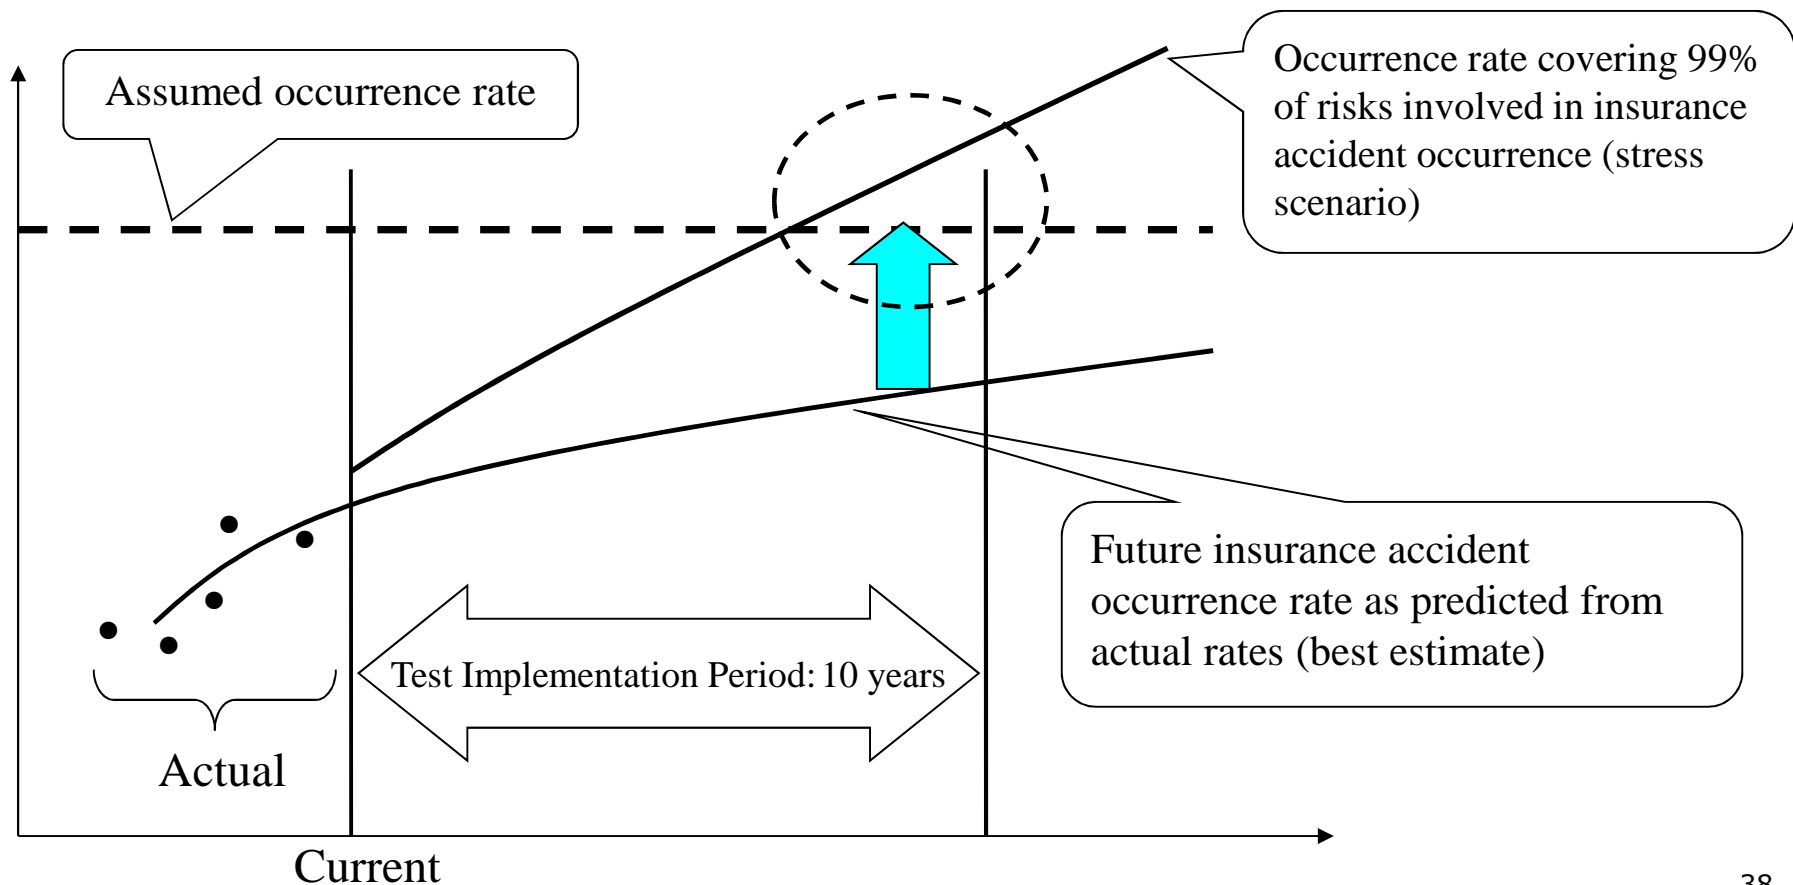 Assumed occurrence rate
Occurrence rate covering 99%
of risks involved in insurance
accident occurrence (stress
scenario)
Future insurance accident
occurrence rate as predicted from
actual rates (best estimate)
Test Implementation Period: 10 years
Actual
Current
38